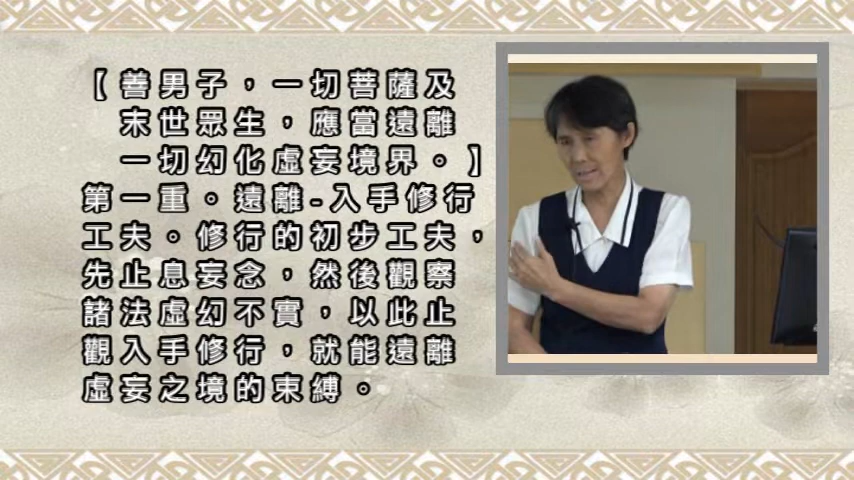 【善男子，一切菩薩及
末世眾生，應當遠離
一切幻化虛妄境界。】
第一重。遠離-入手修行
工夫。修行的初步工夫，
先止息妄念，然後觀察
諸法虛幻不實，以此止
觀入手修行，就能遠離
虛妄之境的束縛。